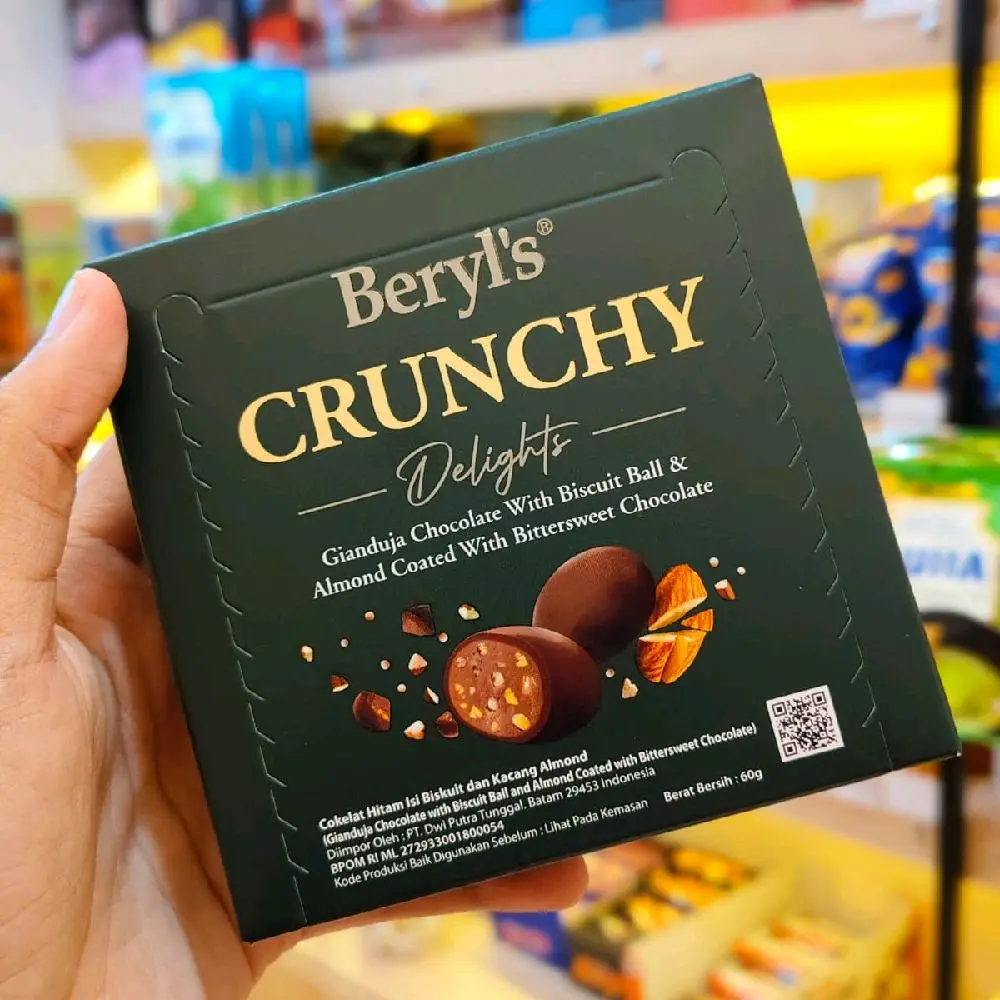 Beryl's®
CRUNCHY
Delights
Gianduja Chocolate With Biscuit Ball &
Almond Coated With Bittersweet Chocolate
Cokelat Hitam Isi Biskuit dan Kacang Almond
(Gianduja Chocolate with Biscuit Ball and Almond Coated with Bittersweet Chocolate)
Diimpor Oleh : PT. Dwi Putra Tunggal. Batam 29453 Indonesia
BPOM RI ML 272933001800054
Kode Produksi Baik Digunakan Sebelum : Lihat Pada Kemasan
Berat Bersih : 60g